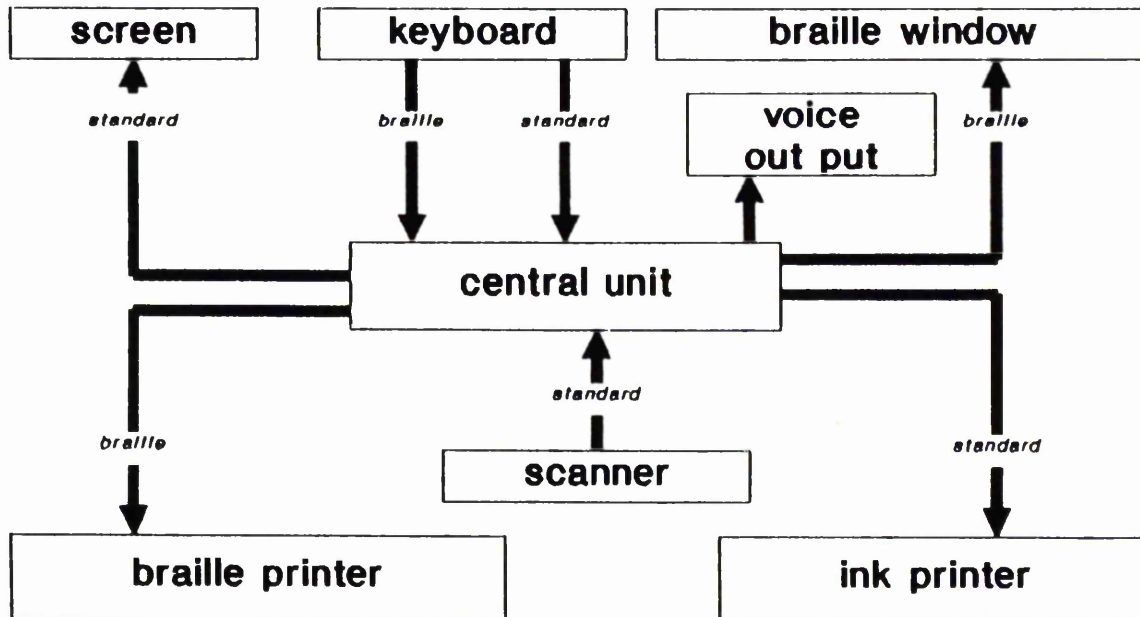 screen
keyboard
braille window
standard
braille
standard
voice
out put
braille
central unit
standard
braille
standard
scanner
braille printer
ink printer